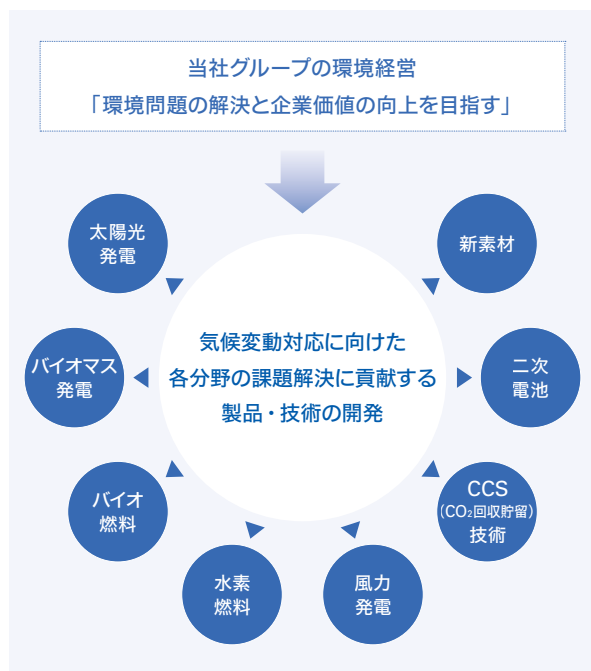 当社グループの環境経営
「環境問題の解決と企業価値の向上を目指す」
太陽光
発電
新素材
気候変動対応に向けた
各分野の課題解決に貢献する
製品・技術の開発
バイオマス
発電
二次
電池
バイオ
燃料
CCS
(CO₂回収貯留)
技術
水素
燃料
風力
発電